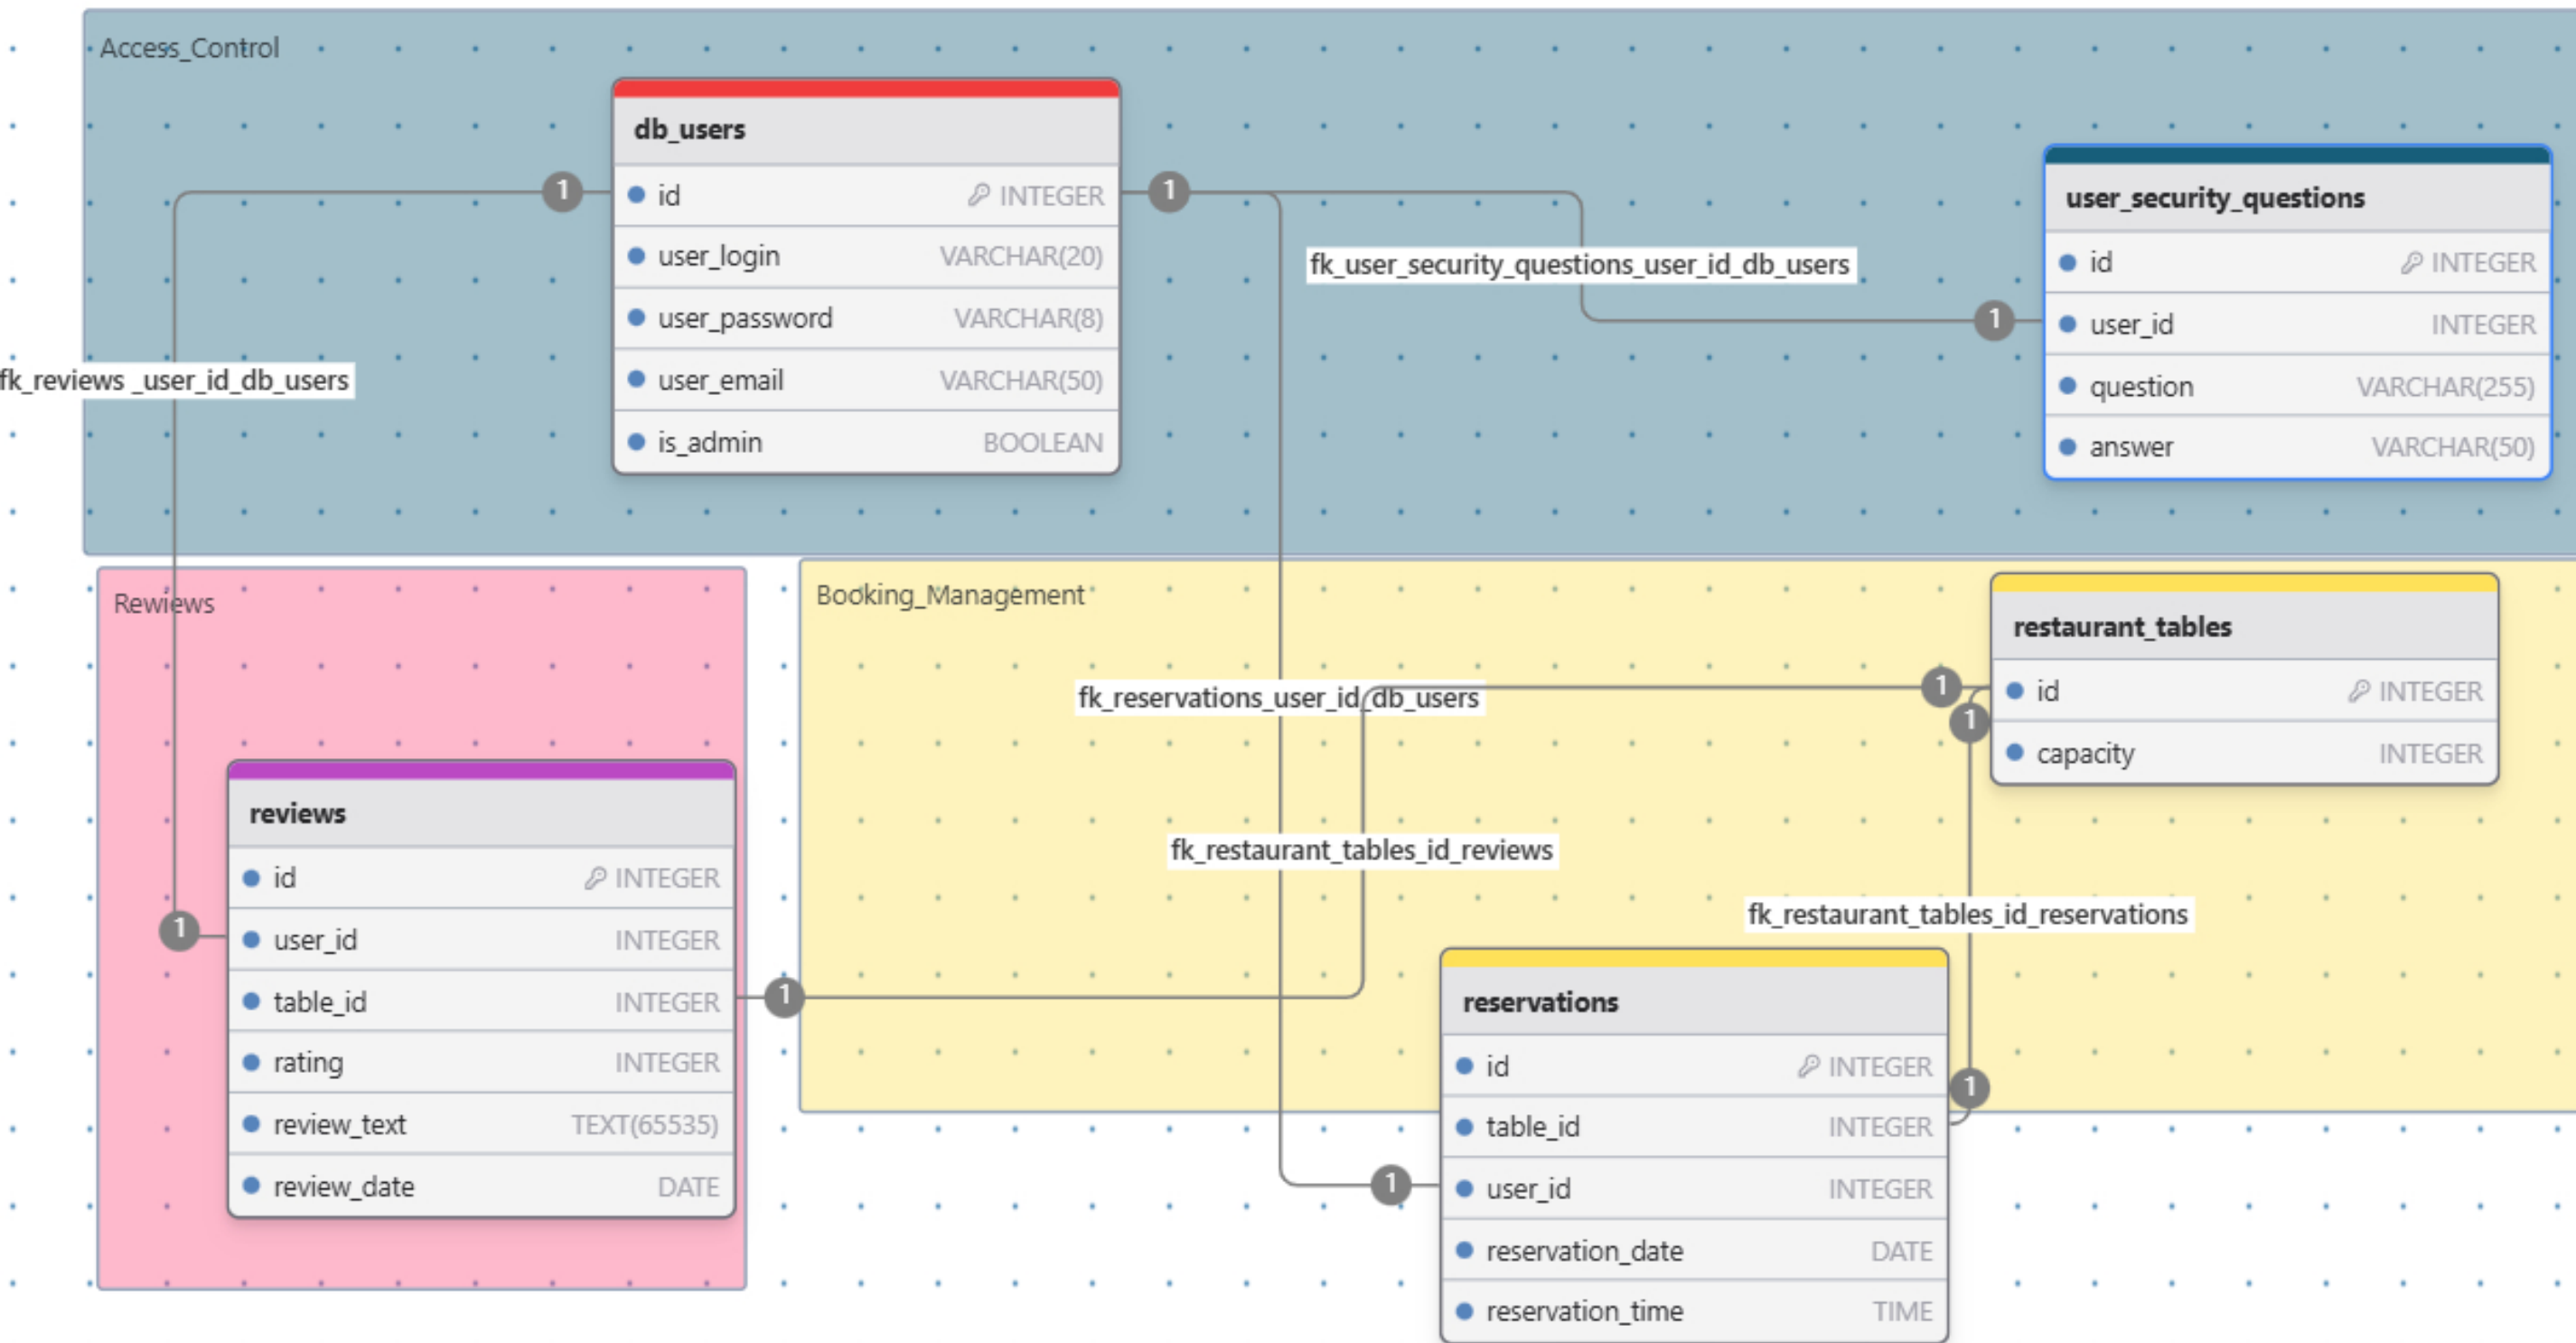 Access_Control
db_users
id INTEGER
user_login VARCHAR(20)
user_password VARCHAR(8)
user_email VARCHAR(50)
is_admin BOOLEAN
1
1
fk_user_security_questions_user_id_db_users
1
user_security_questions
id INTEGER
user_id INTEGER
question VARCHAR(255)
answer VARCHAR(50)
fk_reviews _user_id_db_users
Rewiews
reviews
id INTEGER
user_id INTEGER
table_id INTEGER
rating INTEGER
review_text TEXT(65535)
review_date DATE
1
1
Booking_Management
fk_reservations_user_id_db_users
fk_restaurant_tables_id_reviews
1
1
restaurant_tables
id INTEGER
capacity INTEGER
fk_restaurant_tables_id_reservations
reservations
id INTEGER
table_id INTEGER
user_id INTEGER
reservation_date DATE
reservation_time TIME
1
1